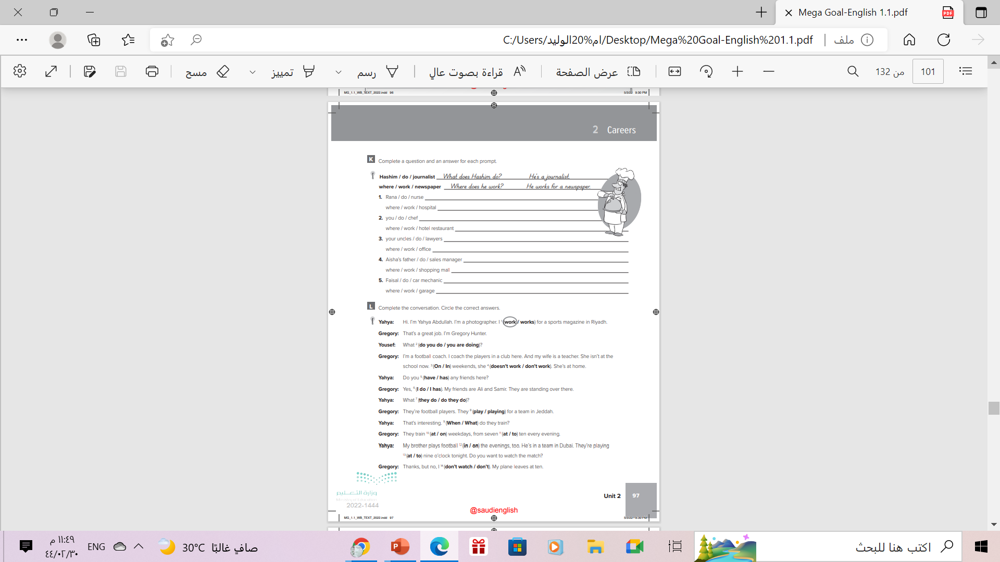 Mega Goal-English 1.1.pdf
C:/Users/ام%20الوليد/Desktop/Mega%20Goal-English%201.1.pdf
ملف
مسح
تمييز
رسم
قراءة بصوت عالٍ
عرض الصفحة
132 من
101
MG_1.1_WB_TEXT_2022.indd 96
5/3/22 9:30 PM
2 Careers
K Complete a question and an answer for each prompt.
Hashim / do / journalist What does Hashim do? He's a journalist.
where / work / newspaper Where does he work? He works for a newspaper.
1. Rana / do / nurse
where / work / hospital
2. you / do / chef
where / work / hotel restaurant
3. your uncles / do / lawyers
where / work / office
4. Aisha's father / do / sales manager
where / work / shopping mall
5. Faisal / do / car mechanic
where / work / garage
L Complete the conversation. Circle the correct answers.
Yahya: Hi. I'm Yahya Abdullah. I'm a photographer. I 1 (work / works) for a sports magazine in Riyadh.
Gregory: That's a great job. I'm Gregory Hunter.
Yousef: What 2 (do you do / you are doing)?
Gregory: I'm a football coach. I coach the players in a club here. And my wife is a teacher. She isn't at the
school now. 3 (On / In) weekends, she 4 (doesn't work / don't work). She's at home.
Yahya: Do you 5 (have / has) any friends here?
Gregory: Yes, 6 (I do / I has). My friends are Ali and Samir. They are standing over there.
Yahya: What 7 (they do / do they do)?
Gregory: They're football players. They 8 (play / playing) for a team in Jeddah.
Yahya: That's interesting. 9 (When / What) do they train?
Gregory: They train 10 (at / on) weekdays, from seven 11 (at / to) ten every evening.
Yahya: My brother plays football 12 (in / on) the evenings, too. He's in a team in Dubai. They're playing
13 (at / to) nine o'clock tonight. Do you want to watch the match?
Gregory: Thanks, but no, I 14 (don't watch / don't). My plane leaves at ten.
وزارة التعليم
Ministry of Education
2022-1444
Unit 2 97
@saudienglish
MG_1.1_WB_TEXT_2022.indd 97
5/3/22 9:30 PM
١١:٤٩ م
٤٤/٠٢/٣٠
ENG
30°C صافٍ غالبًا
اكتب هنا للبحث